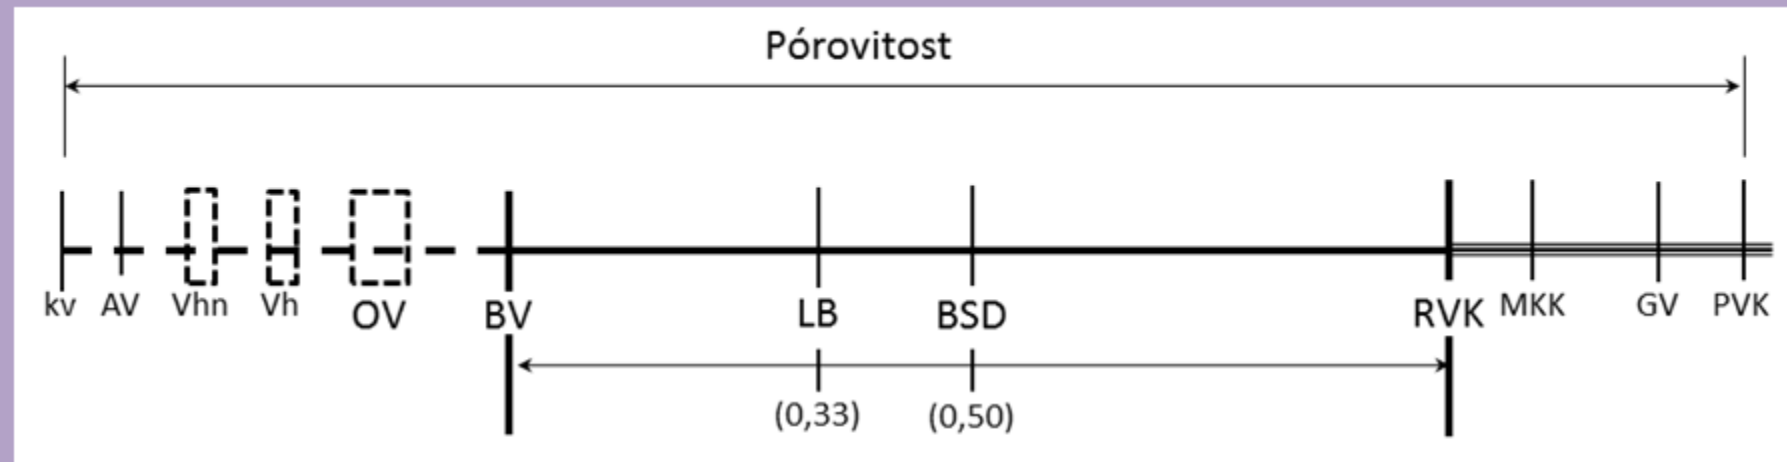 Pórovitost
kv AV Vhn Vh OV BV LB BSD RVK MKK GV PVK
(0,33) (0,50)